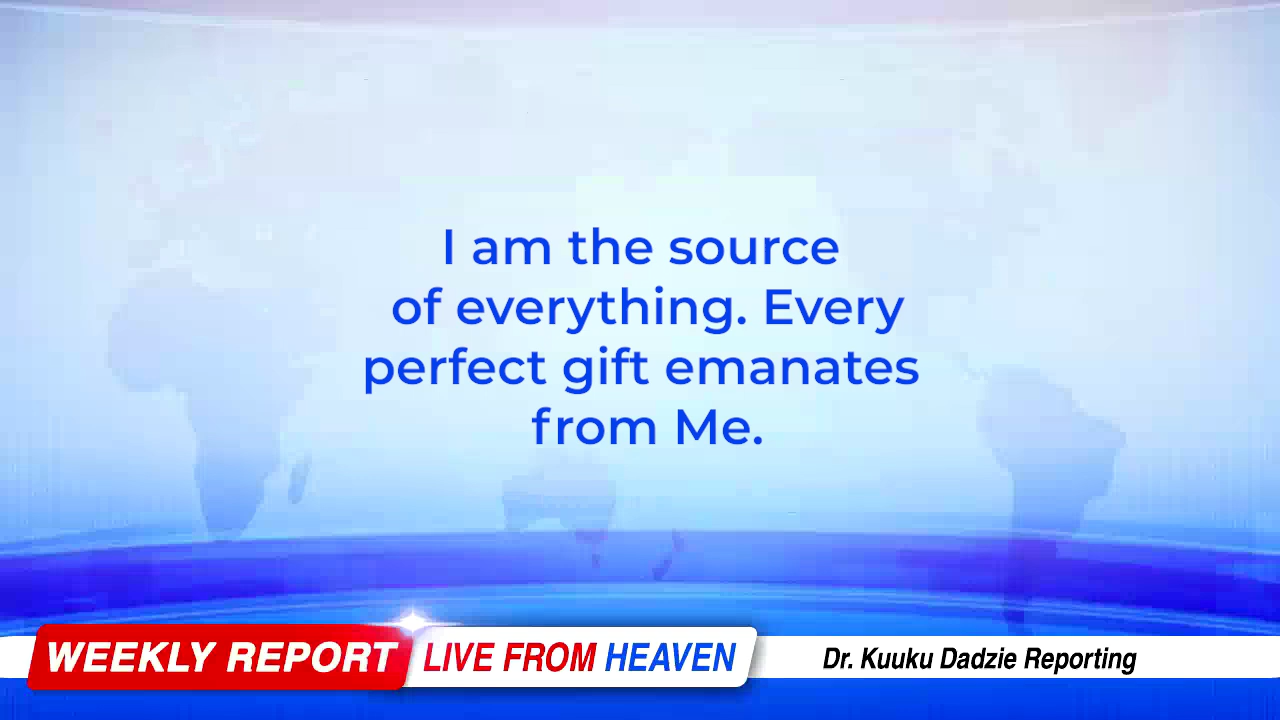 I am the source
of everything. Every
perfect gift emanates
from Me.
WEEKLY REPORT LIVE FROM HEAVEN Dr. Kuuku Dadzie Reporting